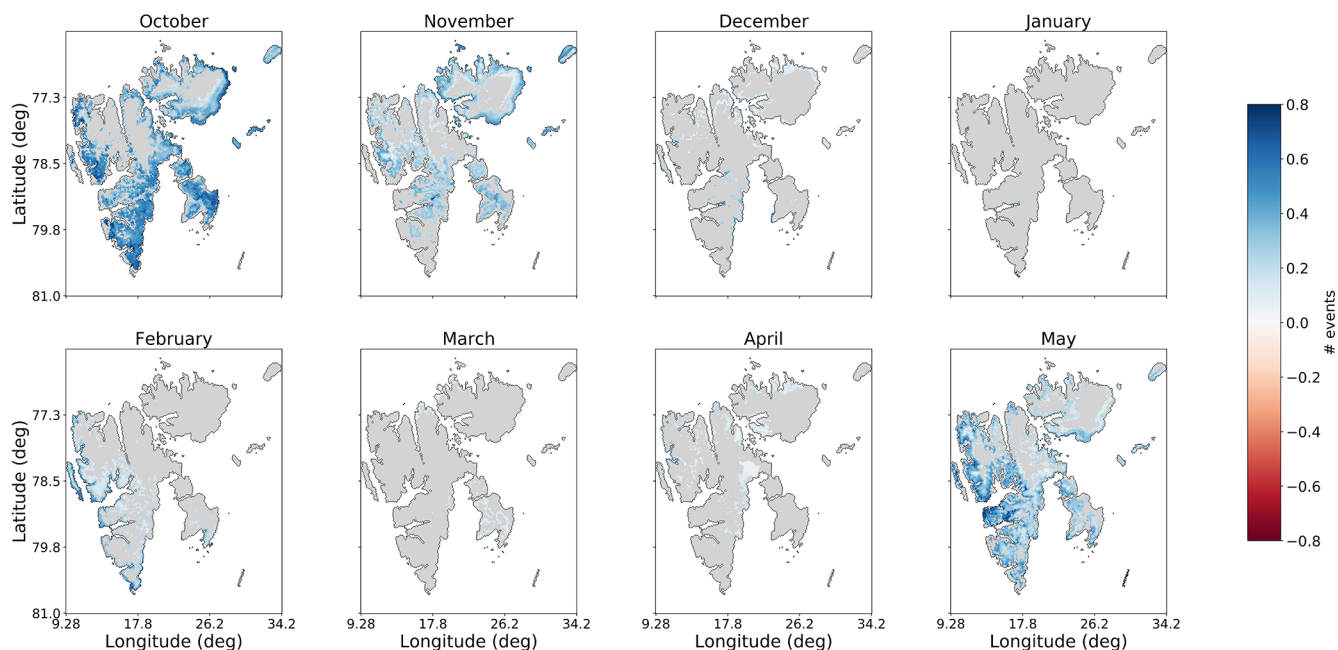 October November December January
Latitude (deg)
77.3
78.5
79.8
81.0
0.8
0.6
0.4
0.2
0.0
−0.2
−0.4
−0.6
−0.8
# events
February March April May
Latitude (deg)
77.3
78.5
79.8
81.0
9.28 17.8 26.2 34.2 9.28 17.8 26.2 34.2 9.28 17.8 26.2 34.2 9.28 17.8 26.2 34.2
Longitude (deg) Longitude (deg) Longitude (deg) Longitude (deg)